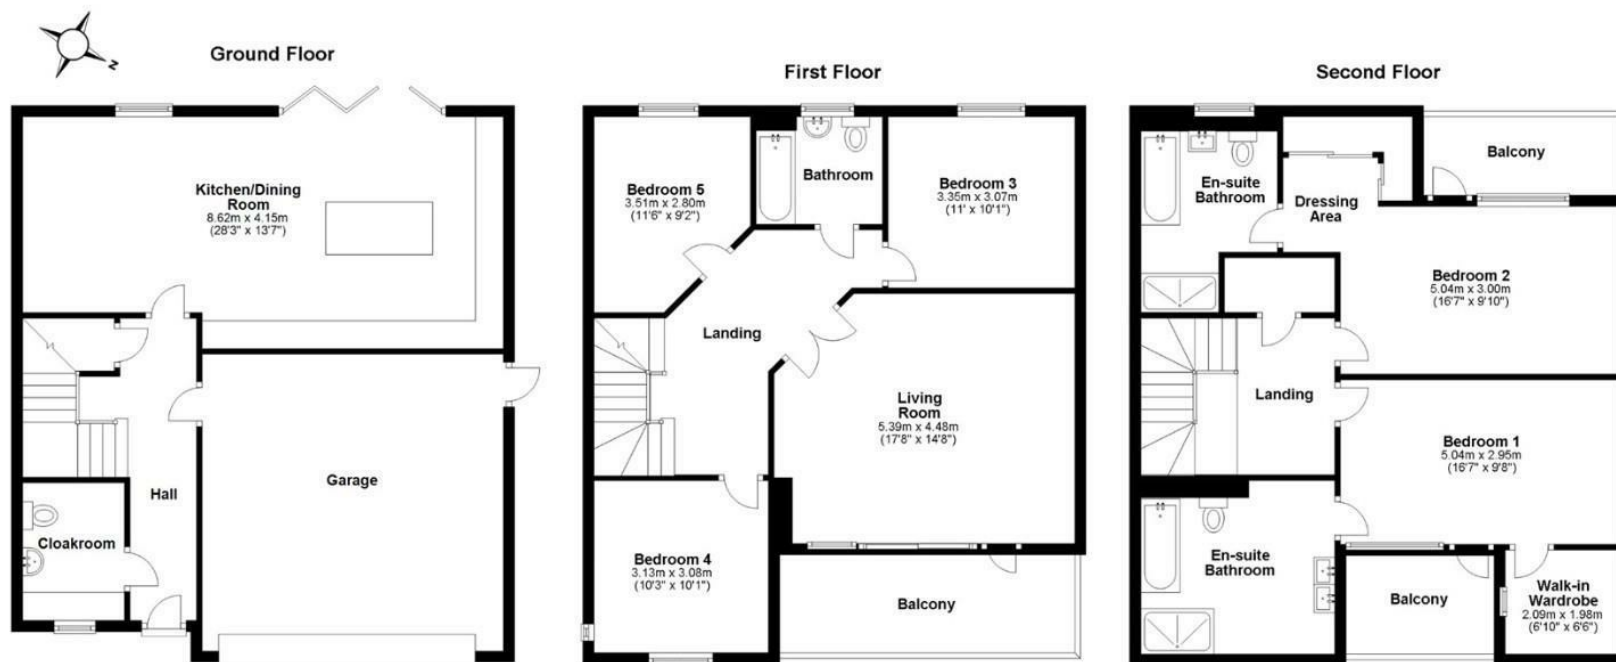 N
Ground Floor
Kitchen/Dining
Room
8.62m x 4.15m
(28'3" x 13'7")
Garage
Hall
Cloakroom
First Floor
Bedroom 5
3.51m x 2.80m
(11'6" x 9'2")
Bathroom
Bedroom 3
3.35m x 3.07m
(11' x 10'1")
Landing
Living
Room
5.39m x 4.48m
(17'8" x 14'8")
Bedroom 4
3.13m x 3.08m
(10'3" x 10'1")
Balcony
Second Floor
Balcony
En-suite
Bathroom
Dressing
Area
Bedroom 2
5.04m x 3.00m
(16'7" x 9'10")
Landing
Bedroom 1
5.04m x 2.95m
(16'7" x 9'8")
En-suite
Bathroom
Balcony
Walk-in
Wardrobe
2.09m x 1.98m
(6'10" x 6'6")